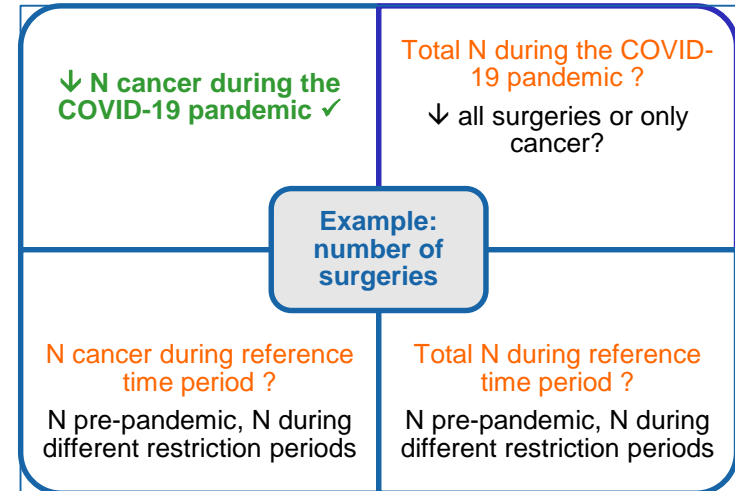 ↓ N cancer during the
COVID-19 pandemic ✓
Total N during the COVID-
19 pandemic ?
↓ all surgeries or only
cancer?
Example:
number of
surgeries
N cancer during reference
time period ?
N pre-pandemic, N during
different restriction periods
Total N during reference
time period ?
N pre-pandemic, N during
different restriction periods